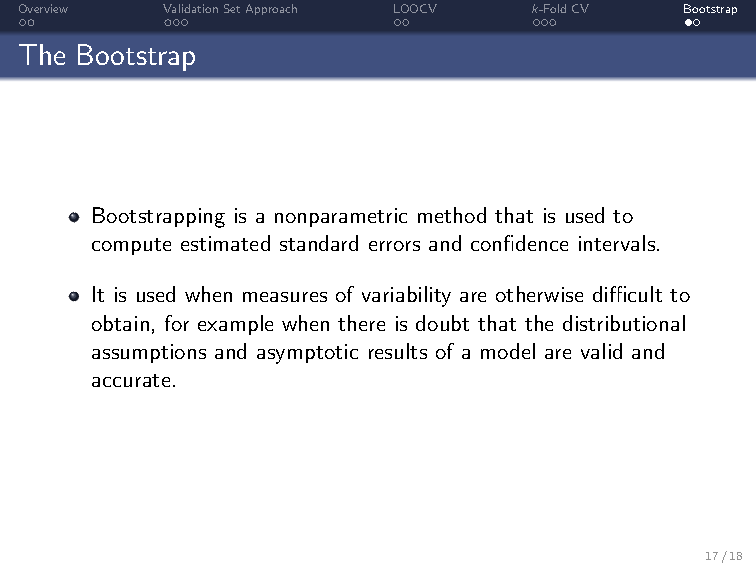 Overview Validation Set Approach LOOCV k-Fold CV Bootstrap
The Bootstrap
Bootstrapping is a nonparametric method that is used to
compute estimated standard errors and confidence intervals.
It is used when measures of variability are otherwise difficult to
obtain, for example when there is doubt that the distributional
assumptions and asymptotic results of a model are valid and
accurate.
17 / 18